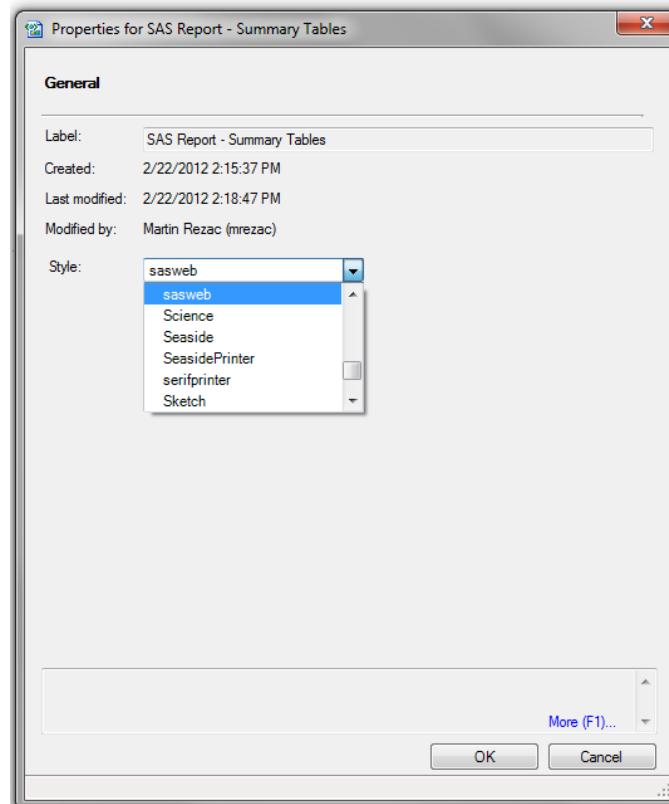 Properties for SAS Report - Summary Tables
General
Label: SAS Report - Summary Tables
Created: 2/22/2012 2:15:37 PM
Last modified: 2/22/2012 2:18:47 PM
Modified by: Martin Rezac (mrezac)
Style: sasweb
sasweb
Science
Seaside
SeasidePrinter
serifprinter
Sketch
More (F1)...
OK Cancel